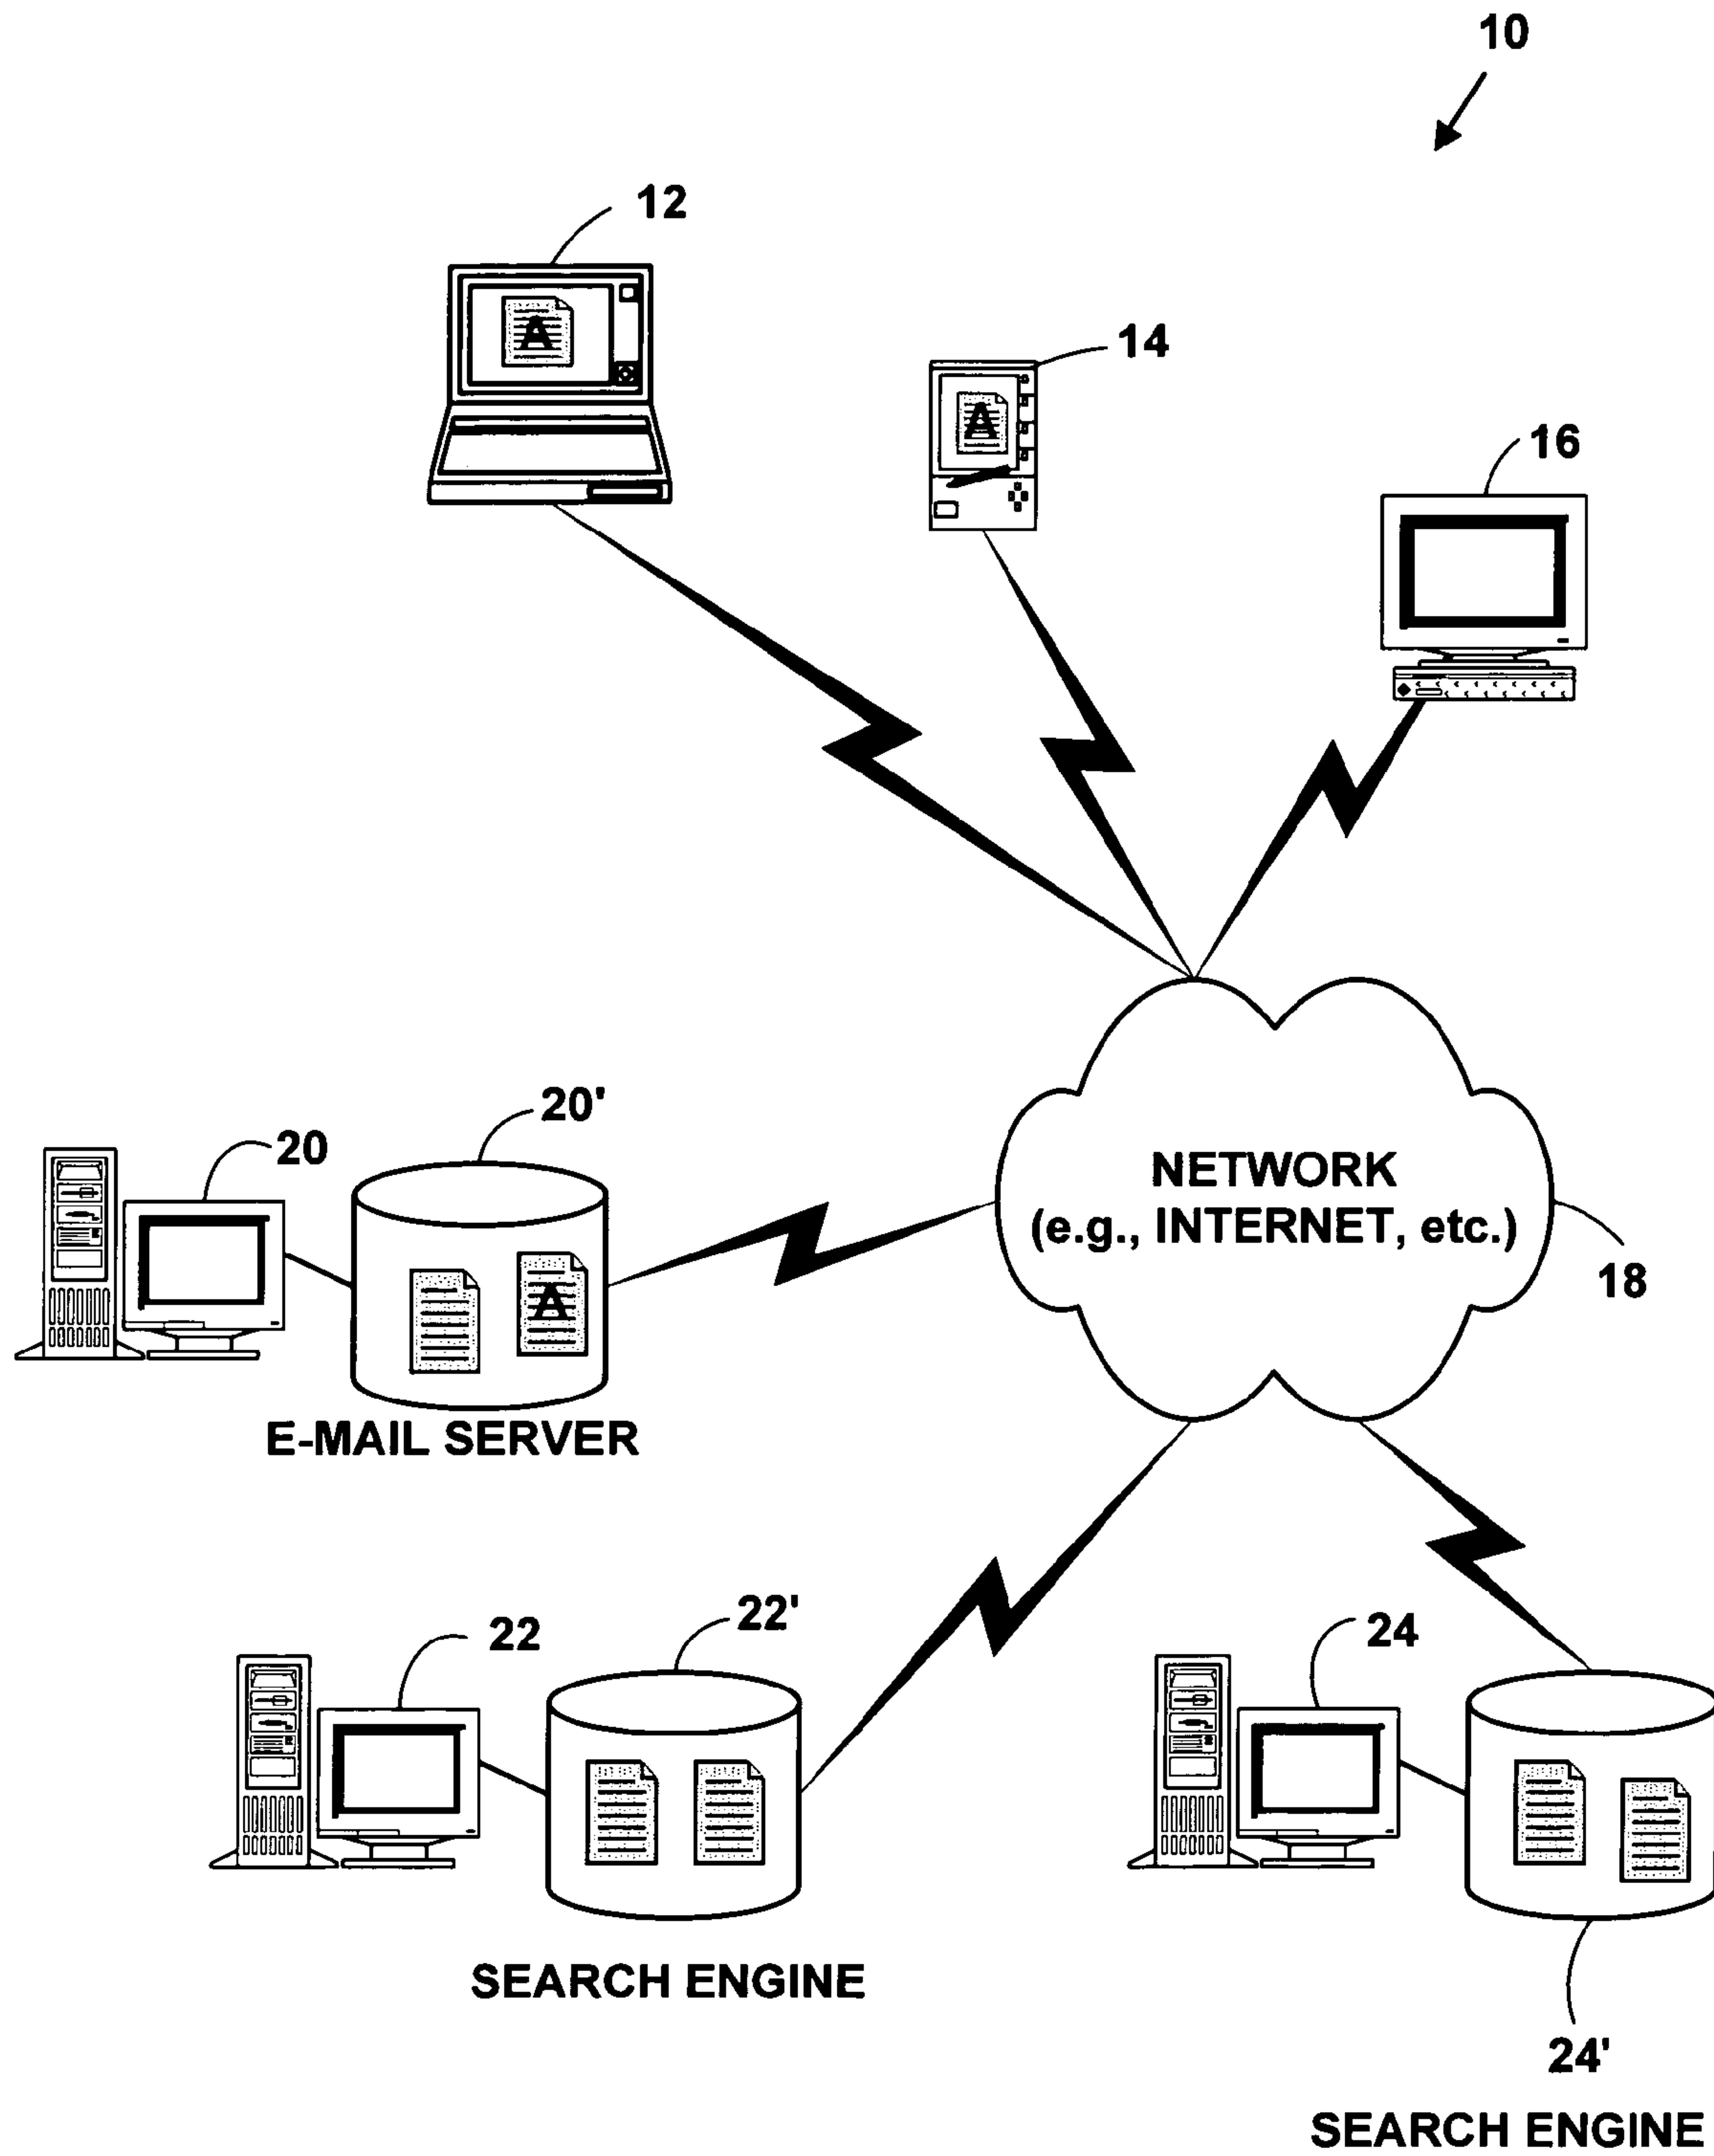 10
12
A
14
A
16
NETWORK
(e.g., INTERNET, etc.)
18
20'
20
A
E-MAIL SERVER
22'
22
24
SEARCH ENGINE
24'
SEARCH ENGINE